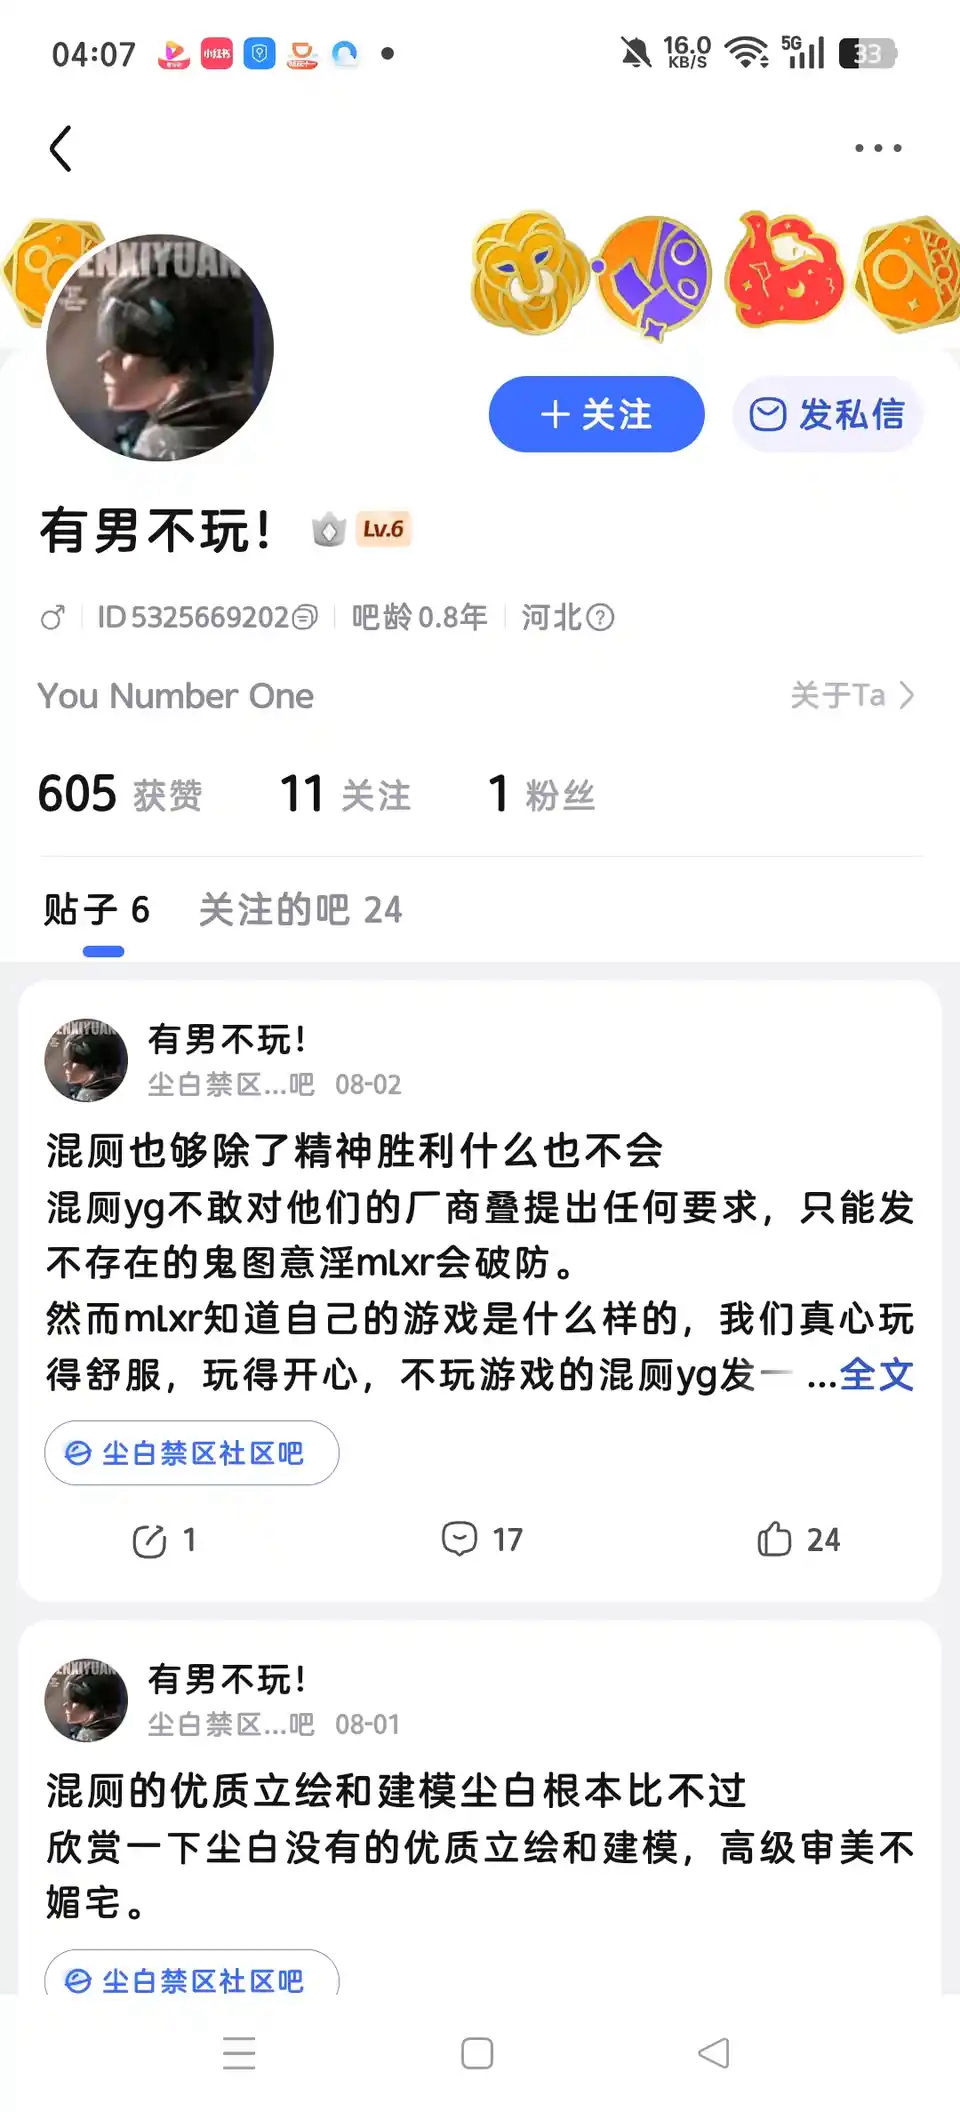 04:07
小红书
16.0
KB/S
5G
33
ENXIYUAN
+ 关注
发私信
有男不玩！
Lv.6
ID 5325669202
吧龄 0.8年
河北
You Number One
关于Ta
605 获赞
11 关注
1 粉丝
贴子 6
关注的吧 24
有男不玩！
尘白禁区...吧 08-02
混厕也够除了精神胜利什么也不会
混厕yg不敢对他们的厂商叠提出任何要求，只能发
不存在的鬼图意淫mlxr会破防。
然而mlxr知道自己的游戏是什么样的，我们真心玩
得舒服，玩得开心，不玩游戏的混厕yg发一 ...全文
尘白禁区社区吧
1
17
24
有男不玩！
尘白禁区...吧 08-01
混厕的优质立绘和建模尘白根本比不过
欣赏一下尘白没有的优质立绘和建模，高级审美不
媚宅。
尘白禁区社区吧